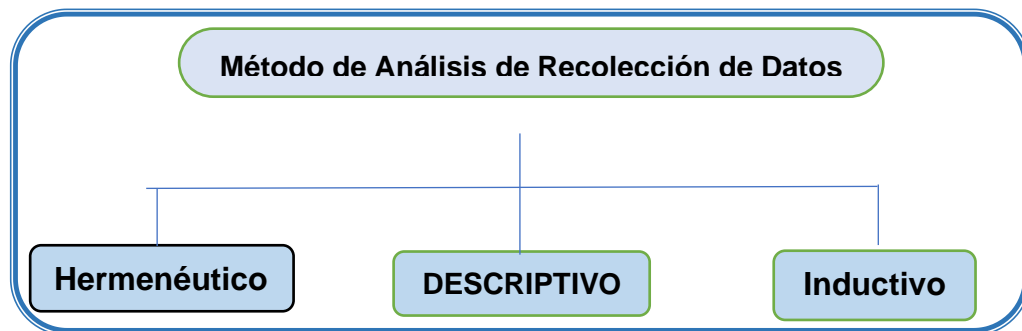 Método de Análisis de Recolección de Datos
Hermenéutico
DESCRIPTIVO
Inductivo